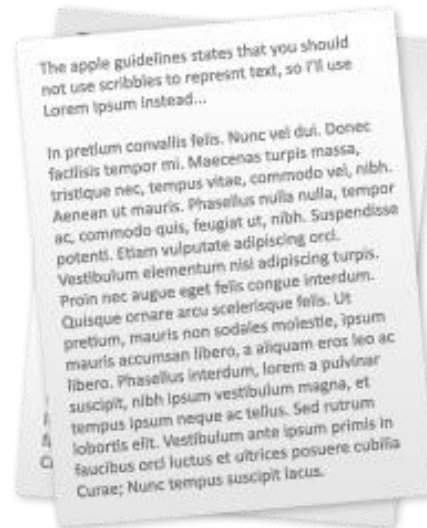 The apple guidelines states that you should
not use scribbles to represnt text, so i'll use
Lorem Ipsum instead...
In pretium convallis felis. Nunc vel dui. Donec
facilisis tempor mi. Maecenas turpis massa,
tristique nec, tempus vitae, commodo vel, nibh.
Aenean ut mauris. Phasellus nulla nulla, tempor
ac, commodo quis, feugiat ut, nibh. Suspendisse
potenti. Etiam vulputate adipiscing orci.
Vestibulum elementum nisl adipiscing turpis.
Proin nec augue eget felis congue interdum.
Quisque ornare arcu scelerisque felis. Ut
pretium, mauris non sodales molestie, ipsum
mauris accumsan libero, a aliquam eros leo ac
libero. Phasellus interdum, lorem a pulvinar
suscipit, nibh ipsum vestibulum magna, et
tempus ipsum neque ac tellus. Sed rutrum
lobortis elit. Vestibulum ante ipsum primis in
faucibus orci luctus et ultrices posuere cubilia
Curae; Nunc tempus suscipit lacus.